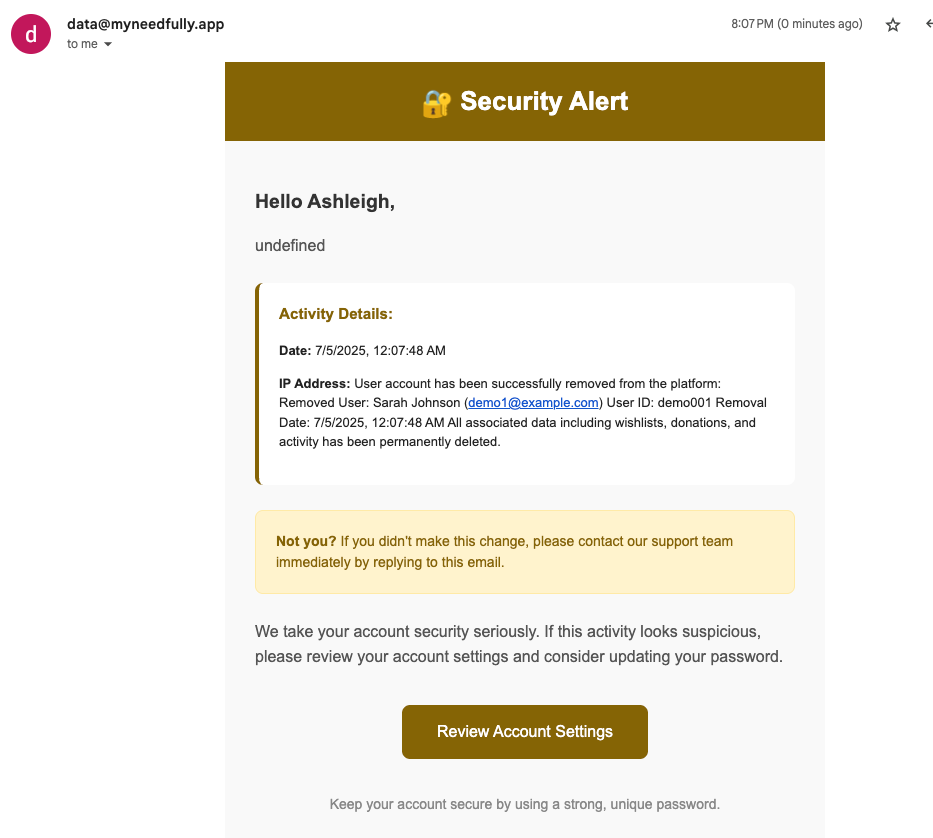 d
data@myneedfully.app
8:07 PM (0 minutes ago)
to me
🔐 Security Alert
Hello Ashleigh,
undefined
Activity Details:
Date: 7/5/2025, 12:07:48 AM
IP Address: User account has been successfully removed from the platform:
Removed User: Sarah Johnson (demo1@example.com) User ID: demo001 Removal
Date: 7/5/2025, 12:07:48 AM All associated data including wishlists, donations, and
activity has been permanently deleted.
Not you? If you didn't make this change, please contact our support team
immediately by replying to this email.
We take your account security seriously. If this activity looks suspicious,
please review your account settings and consider updating your password.
Review Account Settings
Keep your account secure by using a strong, unique password.